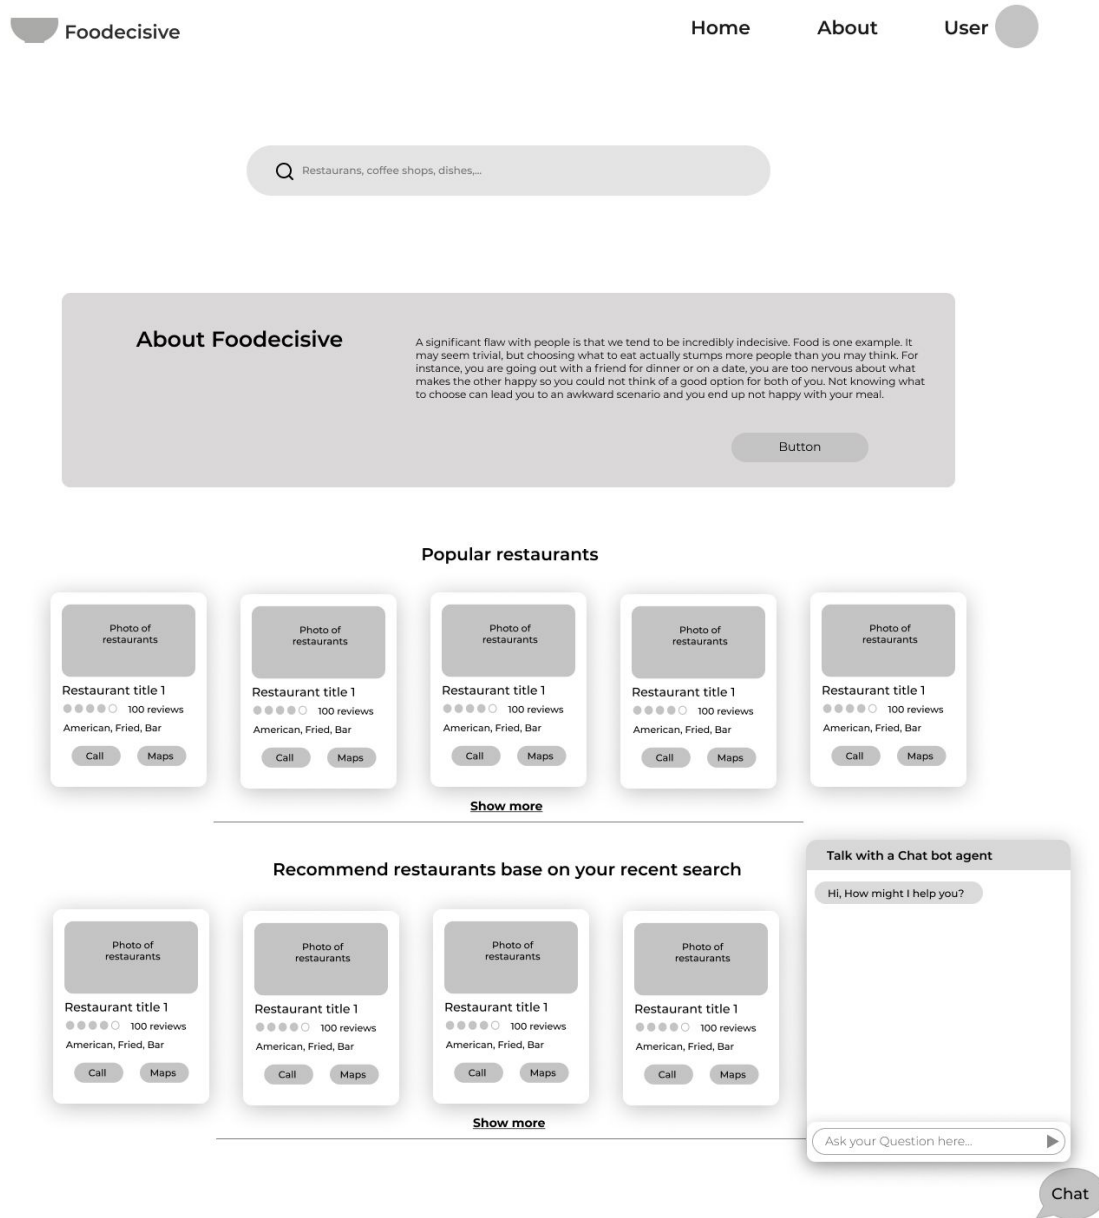 Foodecisive
Home
About
User
Restaurans, coffee shops, dishes,...
About Foodecisive
A significant flaw with people is that we tend to be incredibly indecisive. Food is one example. It
may seem trivial, but choosing what to eat actually stumps more people than you may think. For
instance, you are going out with a friend for dinner or on a date, you are too nervous about what
makes the other happy so you could not think of a good option for both of you. Not knowing what
to choose can lead you to an awkward scenario and you end up not happy with your meal.
Button
Popular restaurants
Photo of
restaurants
Restaurant title 1
100 reviews
American, Fried, Bar
Call
Maps
Photo of
restaurants
Restaurant title 1
100 reviews
American, Fried, Bar
Call
Maps
Photo of
restaurants
Restaurant title 1
100 reviews
American, Fried, Bar
Call
Maps
Photo of
restaurants
Restaurant title 1
100 reviews
American, Fried, Bar
Call
Maps
Photo of
restaurants
Restaurant title 1
100 reviews
American, Fried, Bar
Call
Maps
Show more
Recommend restaurants base on your recent search
Photo of
restaurants
Restaurant title 1
100 reviews
American, Fried, Bar
Call
Maps
Photo of
restaurants
Restaurant title 1
100 reviews
American, Fried, Bar
Call
Maps
Photo of
restaurants
Restaurant title 1
100 reviews
American, Fried, Bar
Call
Maps
Photo of
restaurants
Restaurant title 1
100 reviews
American, Fried, Bar
Call
Maps
Show more
Talk with a Chat bot agent
Hi, How might I help you?
Ask your Question here...
Chat